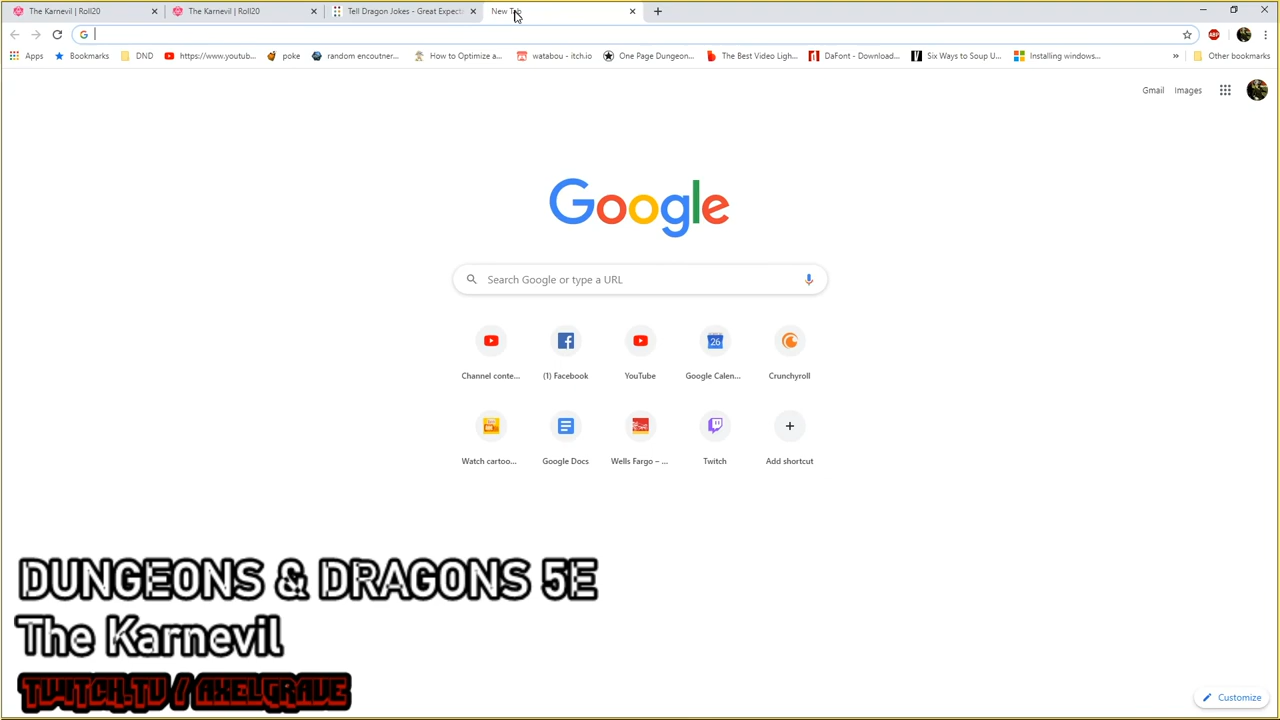 The Karnevil | Roll20
The Karnevil | Roll20
Tell Dragon Jokes - Great Expect
New Tab
Apps
Bookmarks
DND
https://www.youtub...
poke
random encoutner...
How to Optimize a...
watabou - itch.io
One Page Dungeon...
The Best Video Ligh...
DaFont - Download...
Six Ways to Soup U...
Installing windows...
»
Other bookmarks
Gmail
Images
Google
Search Google or type a URL
Channel conte...
(1) Facebook
YouTube
Google Calen...
Crunchyroll
26
Watch cartoo...
Google Docs
Wells Fargo – ...
Twitch
Add shortcut
DUNGEONS & DRAGONS 5E
The Karnevil
TWITCH.TV / AXELGRAVE
Customize